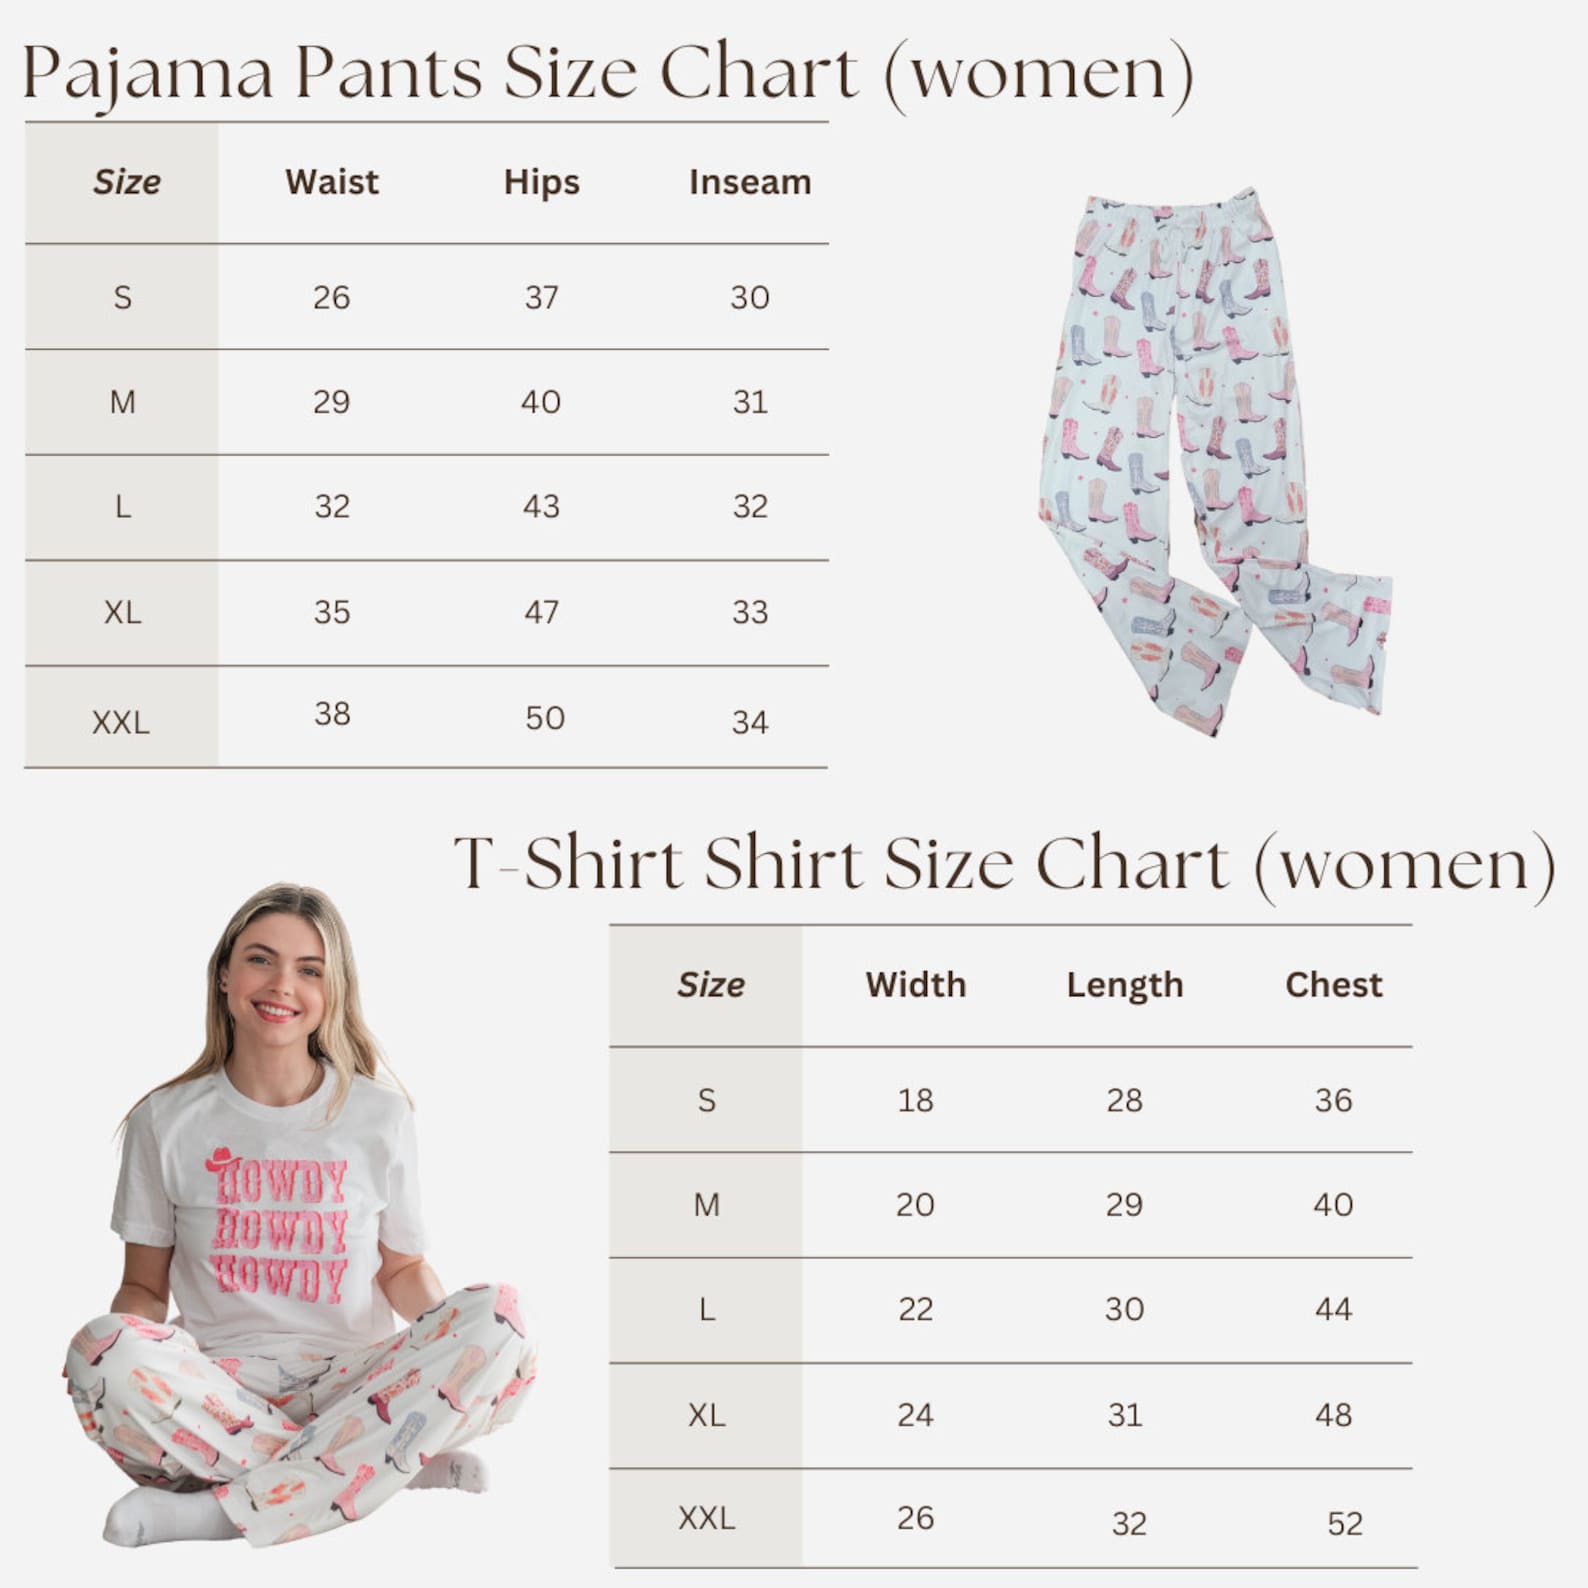 Pajama Pants Size Chart (women)
Size Waist Hips Inseam
S 26 37 30
M 29 40 31
L 32 43 32
XL 35 47 33
XXL 38 50 34
T-Shirt Shirt Size Chart (women)
Size Width Length Chest
S 18 28 36
M 20 29 40
L 22 30 44
XL 24 31 48
XXL 26 32 52
HOWDY
HOWDY
HOWDY